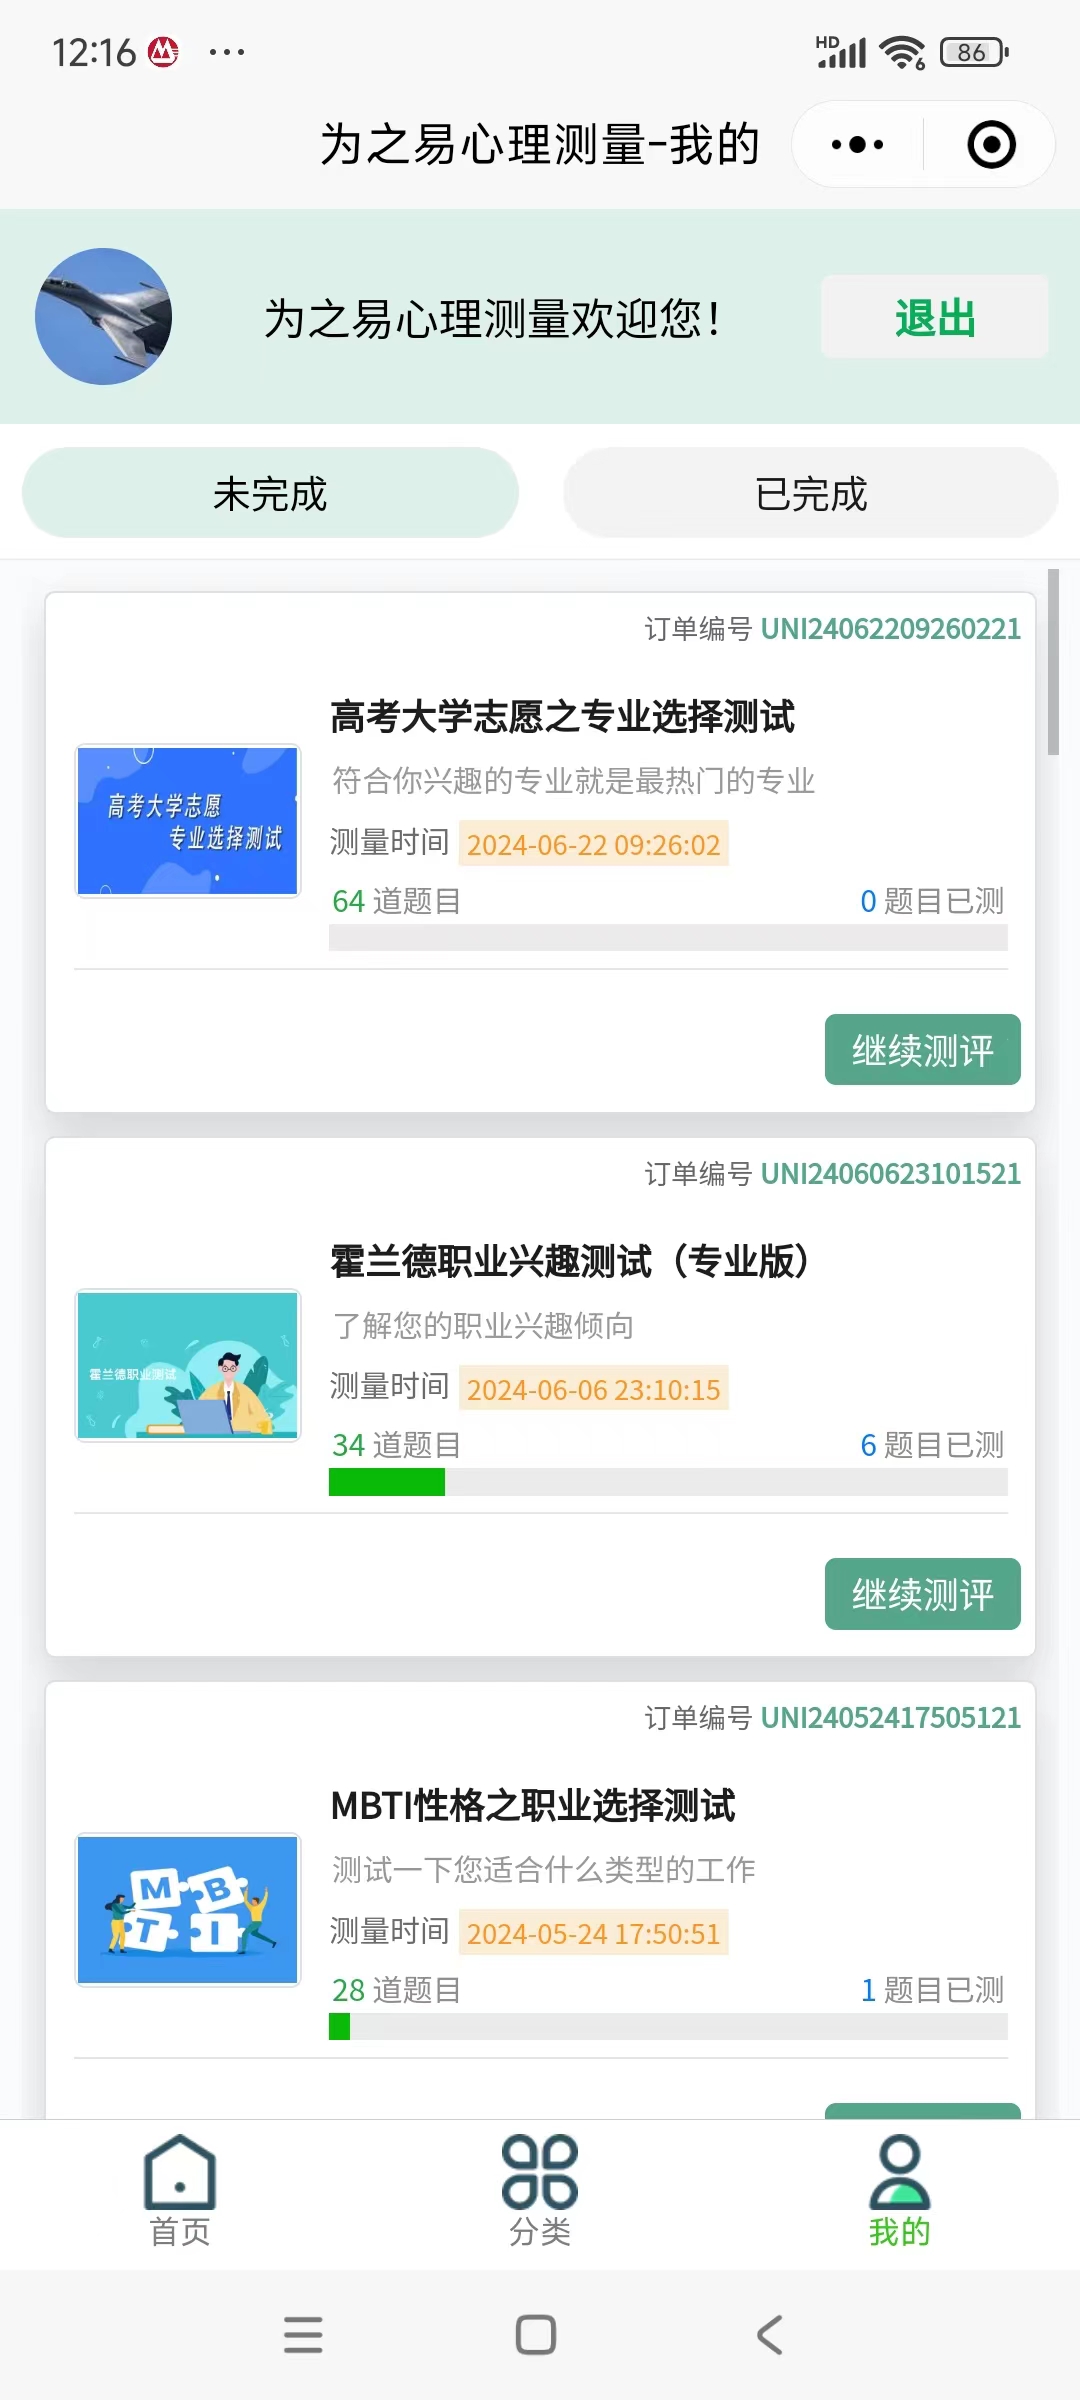 12:16
HD 6 86
为之易心理测量-我的
为之易心理测量欢迎您！
退出
未完成
已完成
订单编号 UNI24062209260221
高考大学志愿之专业选择测试
符合你兴趣的专业就是最热门的专业
高考大学志愿
专业选择测试
测量时间 2024-06-22 09:26:02
64 道题目
0 题目已测
继续测评
订单编号 UNI24060623101521
霍兰德职业兴趣测试（专业版）
了解您的职业兴趣倾向
霍兰德职业测试
测量时间 2024-06-06 23:10:15
34 道题目
6 题目已测
继续测评
订单编号 UNI24052417505121
MBTI性格之职业选择测试
测试一下您适合什么类型的工作
M B
T I
测量时间 2024-05-24 17:50:51
28 道题目
1 题目已测
首页
分类
我的